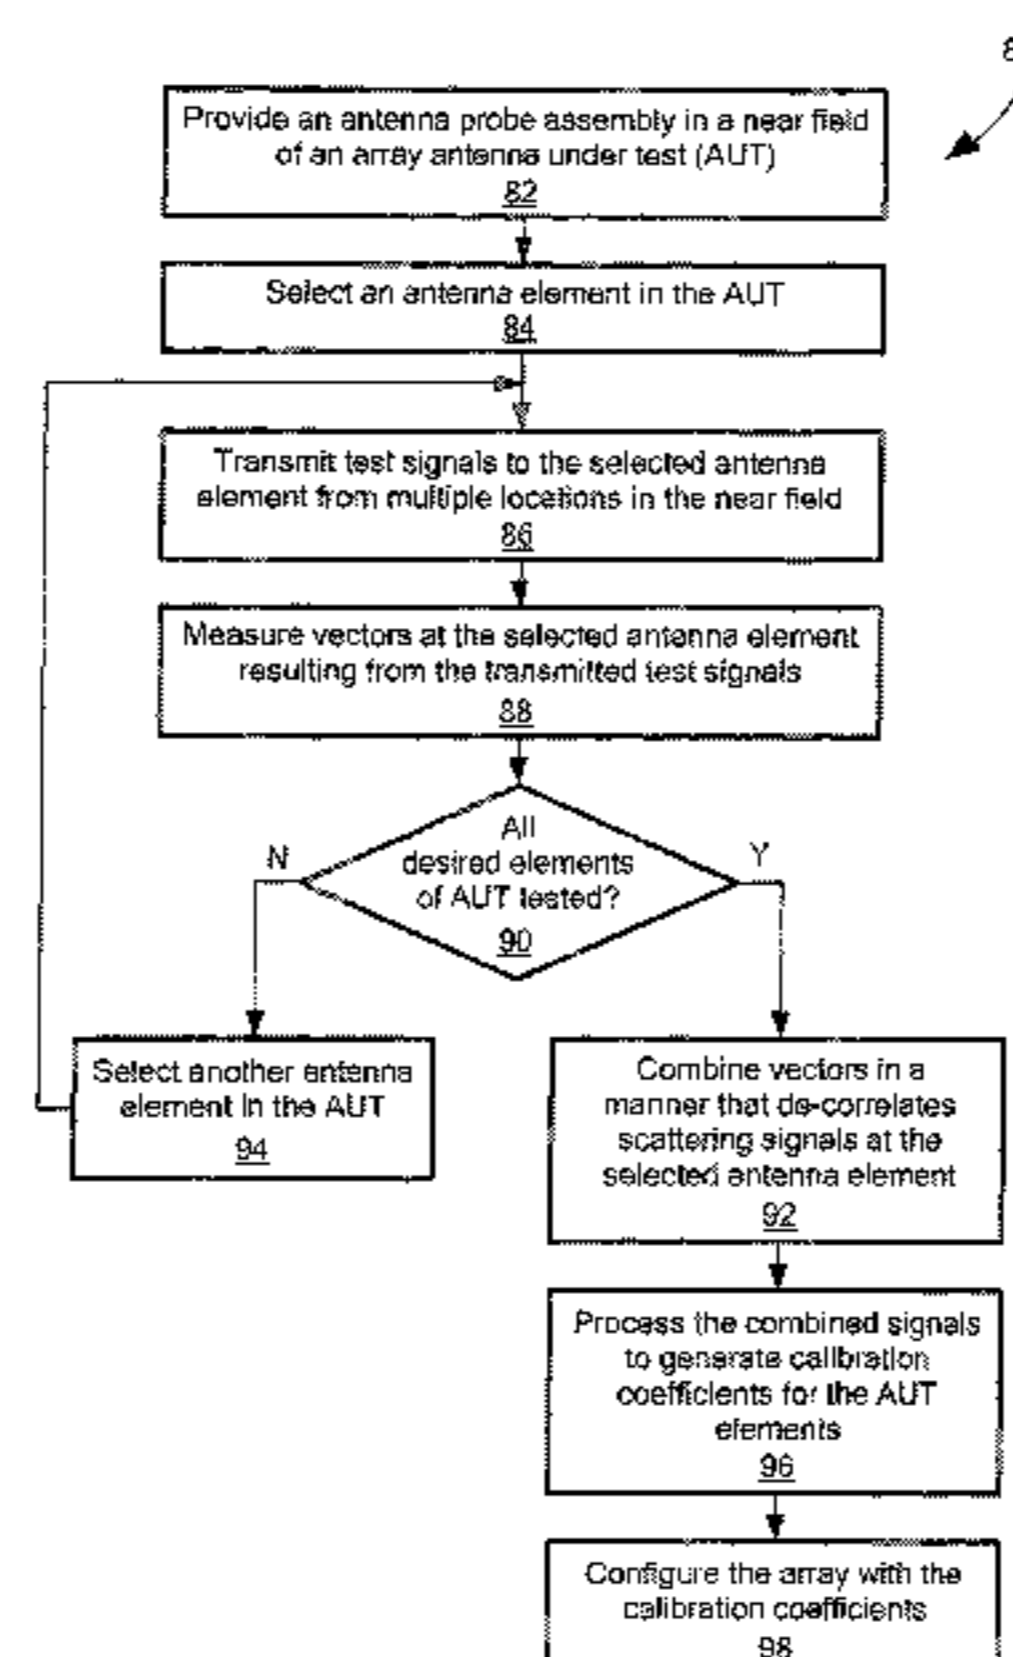 8
Provide an antenna probe assembly in a near field
of an array antenna under test (AUT)
82
Select an antenna element in the AUT
84
Transmit test signals to the selected antenna
element from multiple locations in the near field
86
Measure vectors at the selected antenna element
resulting from the transmitted test signals
88
All
desired elements
of AUT tested?
90
N
Y
Select another antenna
element in the AUT
94
Combine vectors in a
manner that de-correlates
scattering signals at the
selected antenna element
92
Process the combined signals
to generate calibration
coefficients for the AUT
elements
96
Configure the array with the
calibration coefficients
98